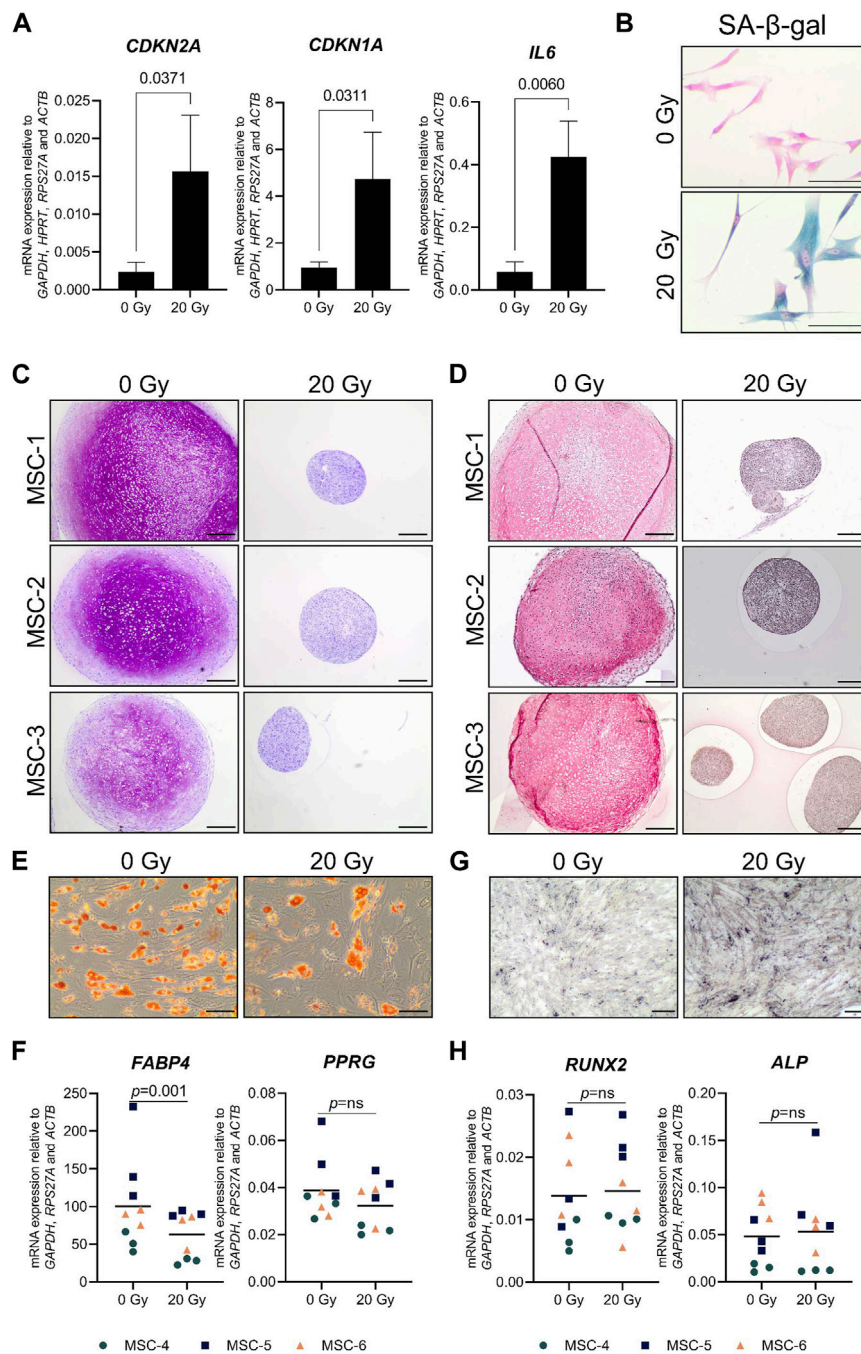 A
CDKN2A
CDKN1A
IL6
mRNA expression relative to
GAPDH, HPRT, RPS27A and ACTB
0.025
0.020
0.015
0.010
0.005
0.000
0.0371
0 Gy
20 Gy
mRNA expression relative to
GAPDH, HPRT, RPS27A and ACTB
8
6
4
2
0
0.0311
0 Gy
20 Gy
mRNA expression relative to
GAPDH, HPRT, RPS27A and ACTB
0.6
0.4
0.2
0.0
0.0060
0 Gy
20 Gy
B
SA-β-gal
0 Gy
20 Gy
C
0 Gy
20 Gy
MSC-1
MSC-2
MSC-3
D
0 Gy
20 Gy
MSC-1
MSC-2
MSC-3
E
0 Gy
20 Gy
G
0 Gy
20 Gy
F
FABP4
PPRG
mRNA expression relative to
GAPDH, RPS27A and ACTB
250
200
150
100
50
0
p=0.001
0 Gy
20 Gy
mRNA expression relative to
GAPDH, RPS27A and ACTB
0.08
0.06
0.04
0.02
0.00
p=ns
0 Gy
20 Gy
MSC-4
MSC-5
MSC-6
H
RUNX2
ALP
mRNA expression relative to
GAPDH, RPS27A and ACTB
0.03
0.02
0.01
0.00
p=ns
0 Gy
20 Gy
mRNA expression relative to
GAPDH, RPS27A and ACTB
0.20
0.15
0.10
0.05
0.00
p=ns
0 Gy
20 Gy
MSC-4
MSC-5
MSC-6